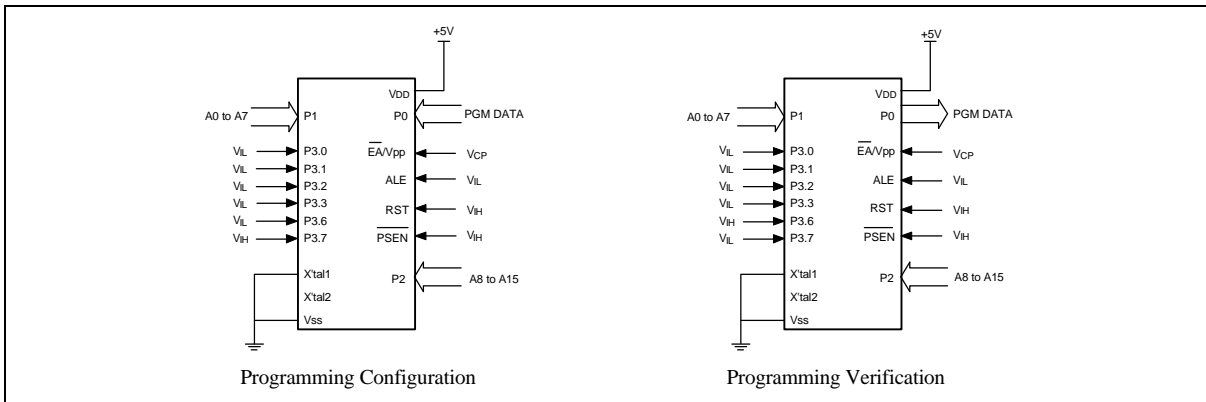 +5V
VDD
A0 to A7 P1 P0 PGM DATA
VIL P3.0 EA/Vpp VCP
VIL P3.1
VIL P3.2 ALE VIL
VIL P3.3 RST VIH
VIL P3.6
VIH P3.7 PSEN VIH
X'tal1 P2 A8 to A15
X'tal2
Vss
Programming Configuration
+5V
VDD
A0 to A7 P1 P0 PGM DATA
VIL P3.0 EA/Vpp VCP
VIL P3.1
VIL P3.2 ALE VIL
VIL P3.3 RST VIH
VIH P3.6
VIL P3.7 PSEN VIH
X'tal1 P2 A8 to A15
X'tal2
Vss
Programming Verification